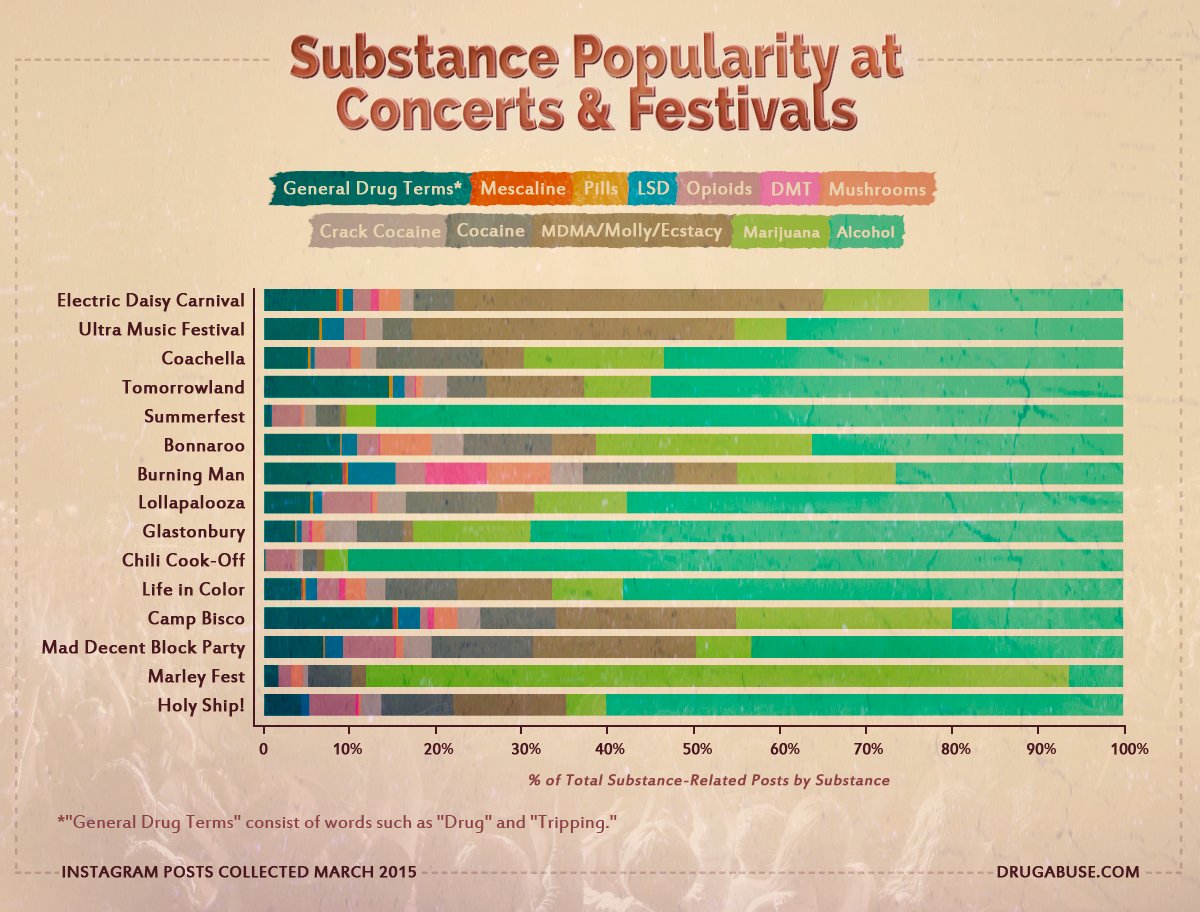 Substance Popularity at
Concerts & Festivals
General Drug Terms* Mescaline Pills LSD Opioids DMT Mushrooms
Crack Cocaine Cocaine MDMA/Molly/Ecstacy Marijuana Alcohol
Electric Daisy Carnival
Ultra Music Festival
Coachella
Tomorrowland
Summerfest
Bonnaroo
Burning Man
Lollapalooza
Glastonbury
Chili Cook-Off
Life in Color
Camp Bisco
Mad Decent Block Party
Marley Fest
Holy Ship!
0 10% 20% 30% 40% 50% 60% 70% 80% 90% 100%
% of Total Substance-Related Posts by Substance
*"General Drug Terms" consist of words such as "Drug" and "Tripping."
INSTAGRAM POSTS COLLECTED MARCH 2015
DRUGABUSE.COM